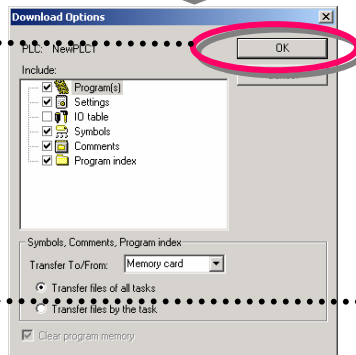 Download Options
PLC: NewPLC1
OK
Include:
Program(s)
Settings
IO table
Symbols
Comments
Program index
Symbols, Comments, Program index
Transfer To/From: Memory card
Transfer files of all tasks
Transfer files by the task
Clear program memory